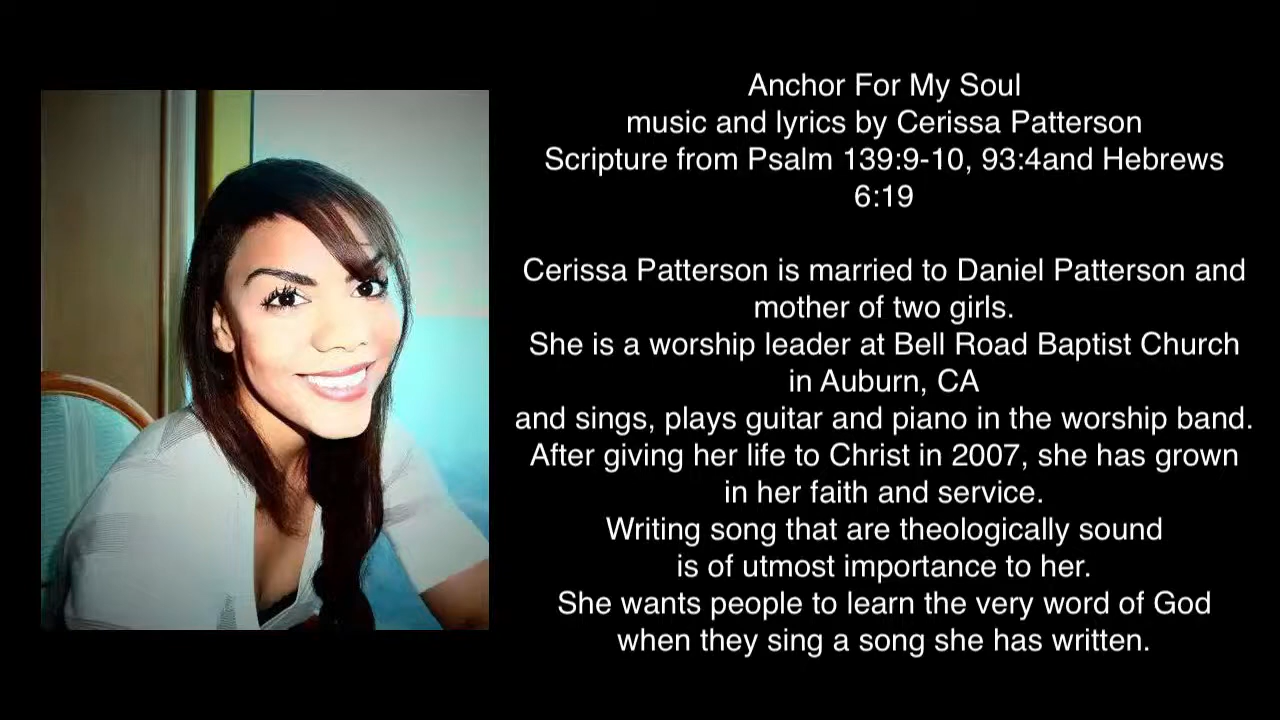 Anchor For My Soul
music and lyrics by Cerissa Patterson
Scripture from Psalm 139:9-10, 93:4and Hebrews
6:19
Cerissa Patterson is married to Daniel Patterson and
mother of two girls.
She is a worship leader at Bell Road Baptist Church
in Auburn, CA
and sings, plays guitar and piano in the worship band.
After giving her life to Christ in 2007, she has grown
in her faith and service.
Writing song that are theologically sound
is of utmost importance to her.
She wants people to learn the very word of God
when they sing a song she has written.